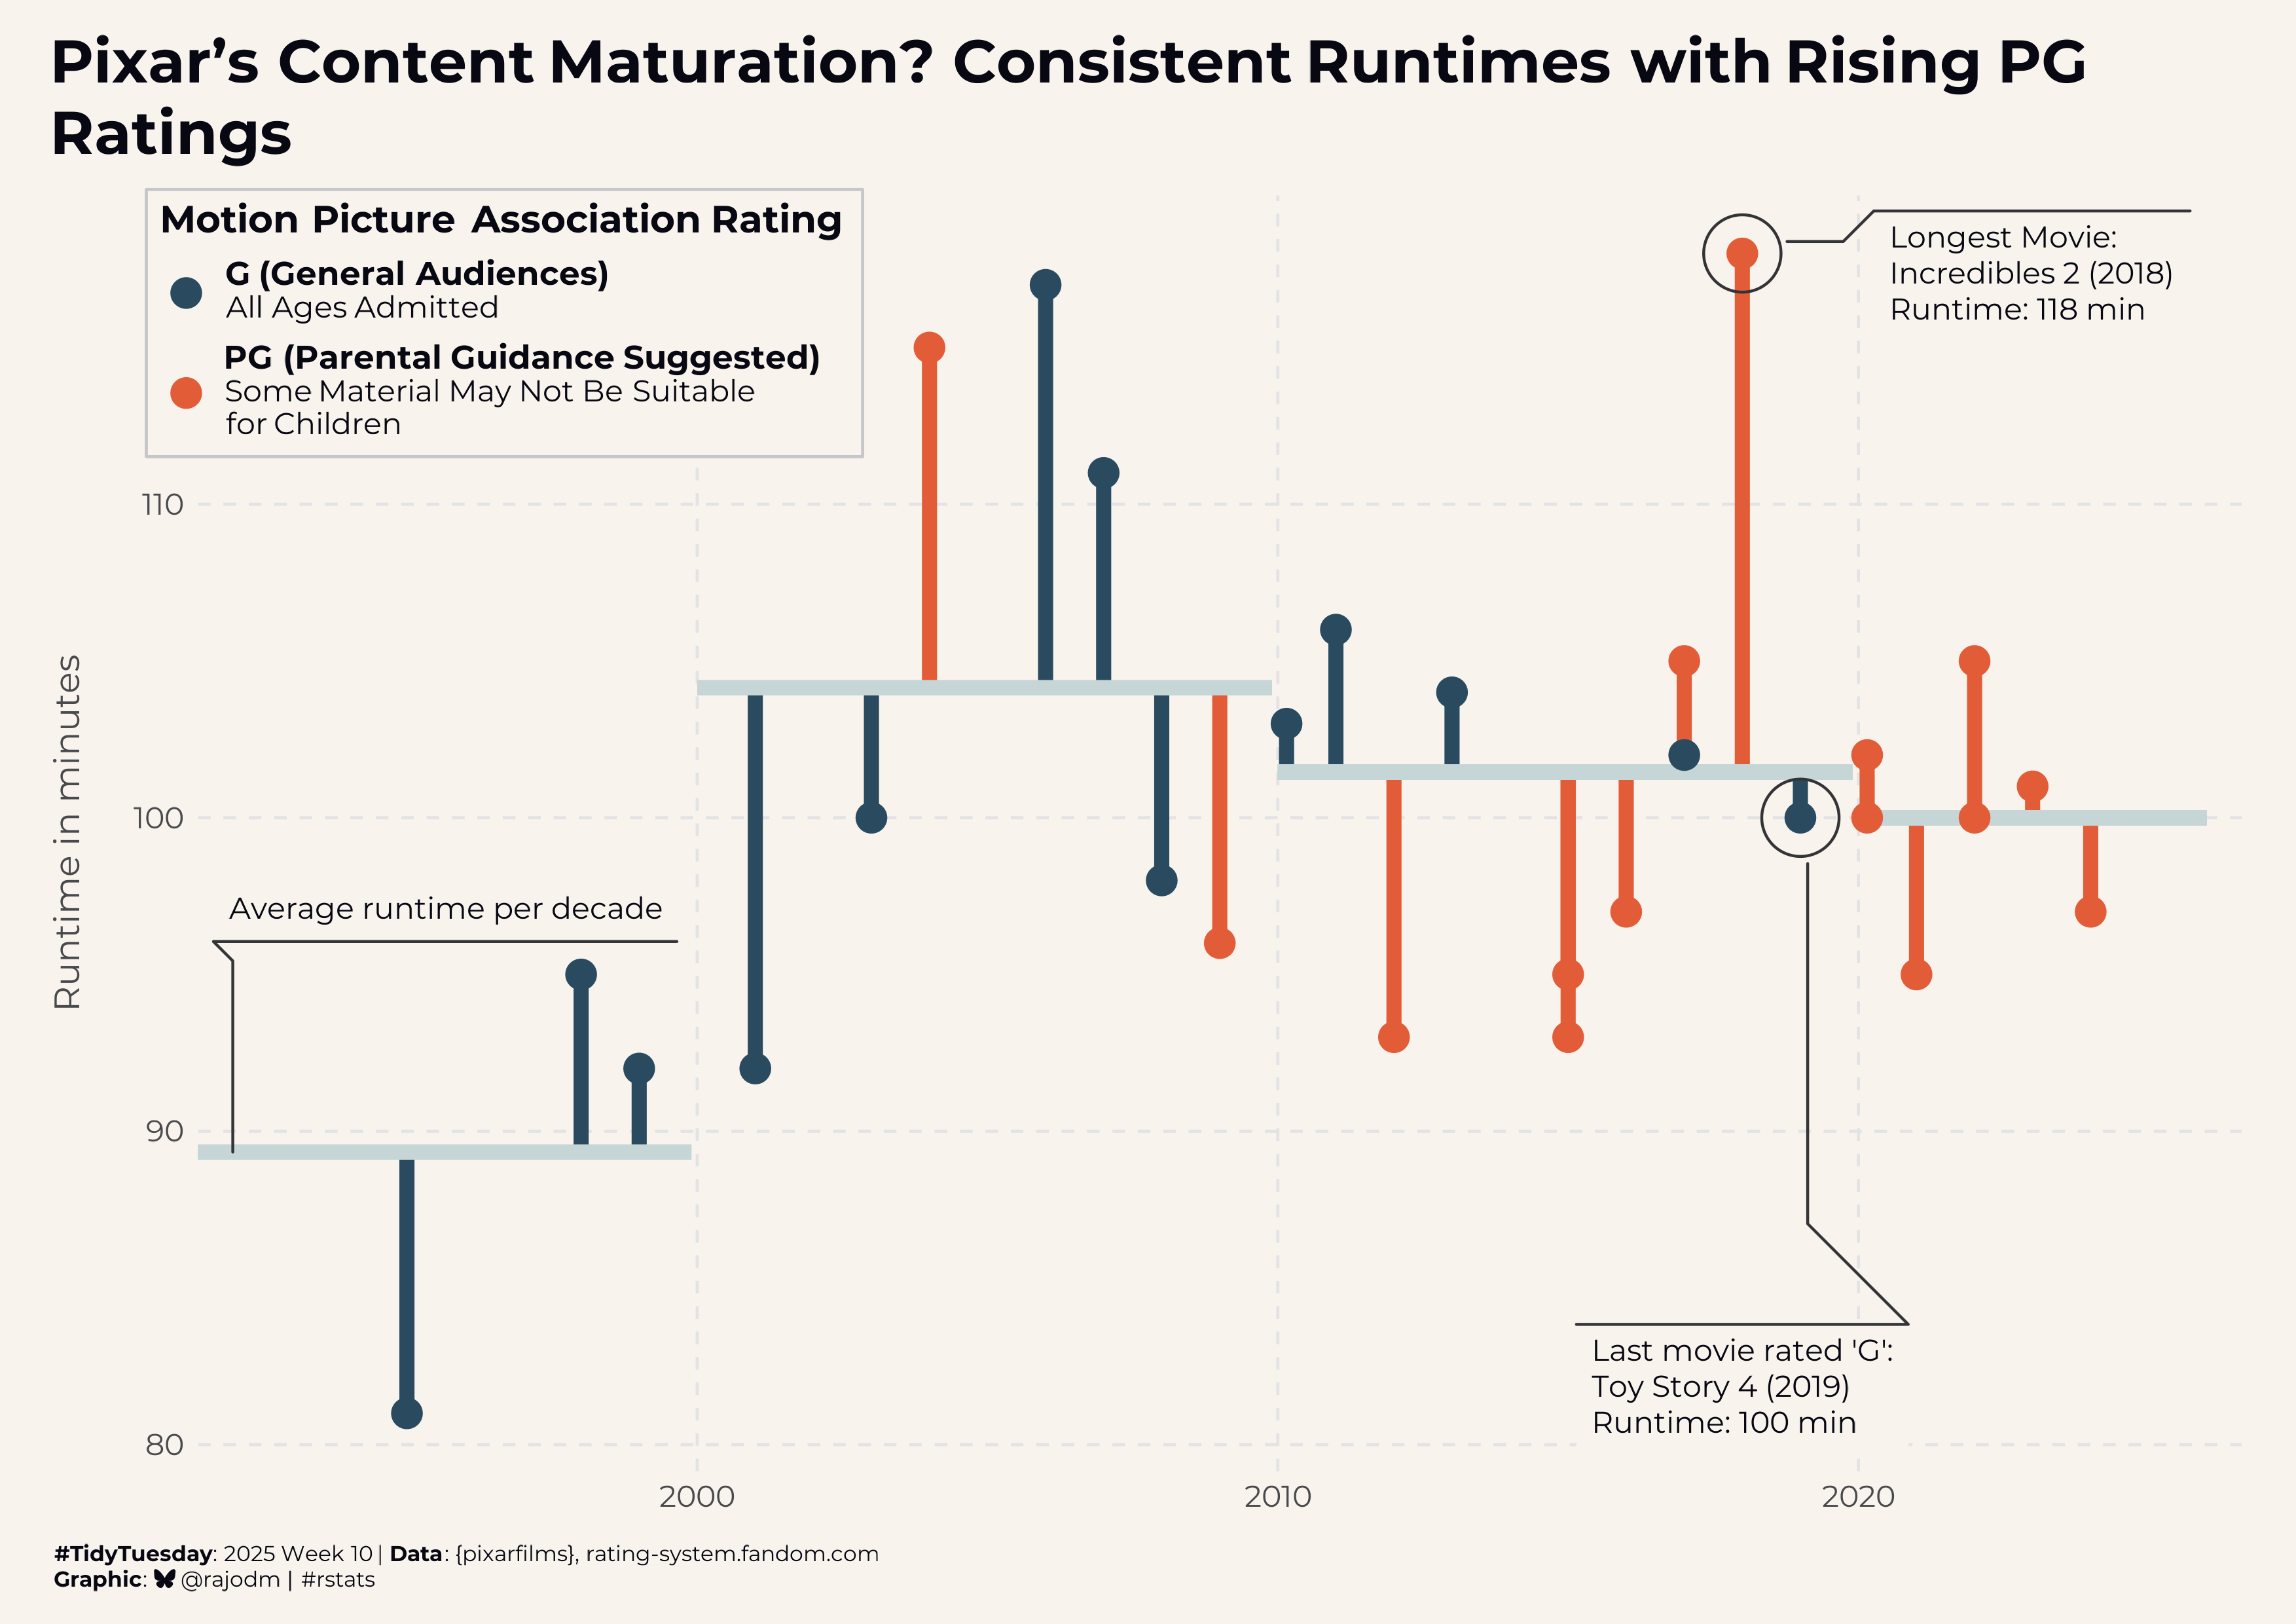 Pixar’s Content Maturation? Consistent Runtimes with Rising PG
Ratings
Motion Picture Association Rating
G (General Audiences)
All Ages Admitted
PG (Parental Guidance Suggested)
Some Material May Not Be Suitable
for Children
Longest Movie:
Incredibles 2 (2018)
Runtime: 118 min
110
100
90
80
Runtime in minutes
Average runtime per decade
Last movie rated 'G':
Toy Story 4 (2019)
Runtime: 100 min
2000
2010
2020
#TidyTuesday: 2025 Week 10 | Data: {pixarfilms}, rating-system.fandom.com
Graphic: @rajodm | #rstats